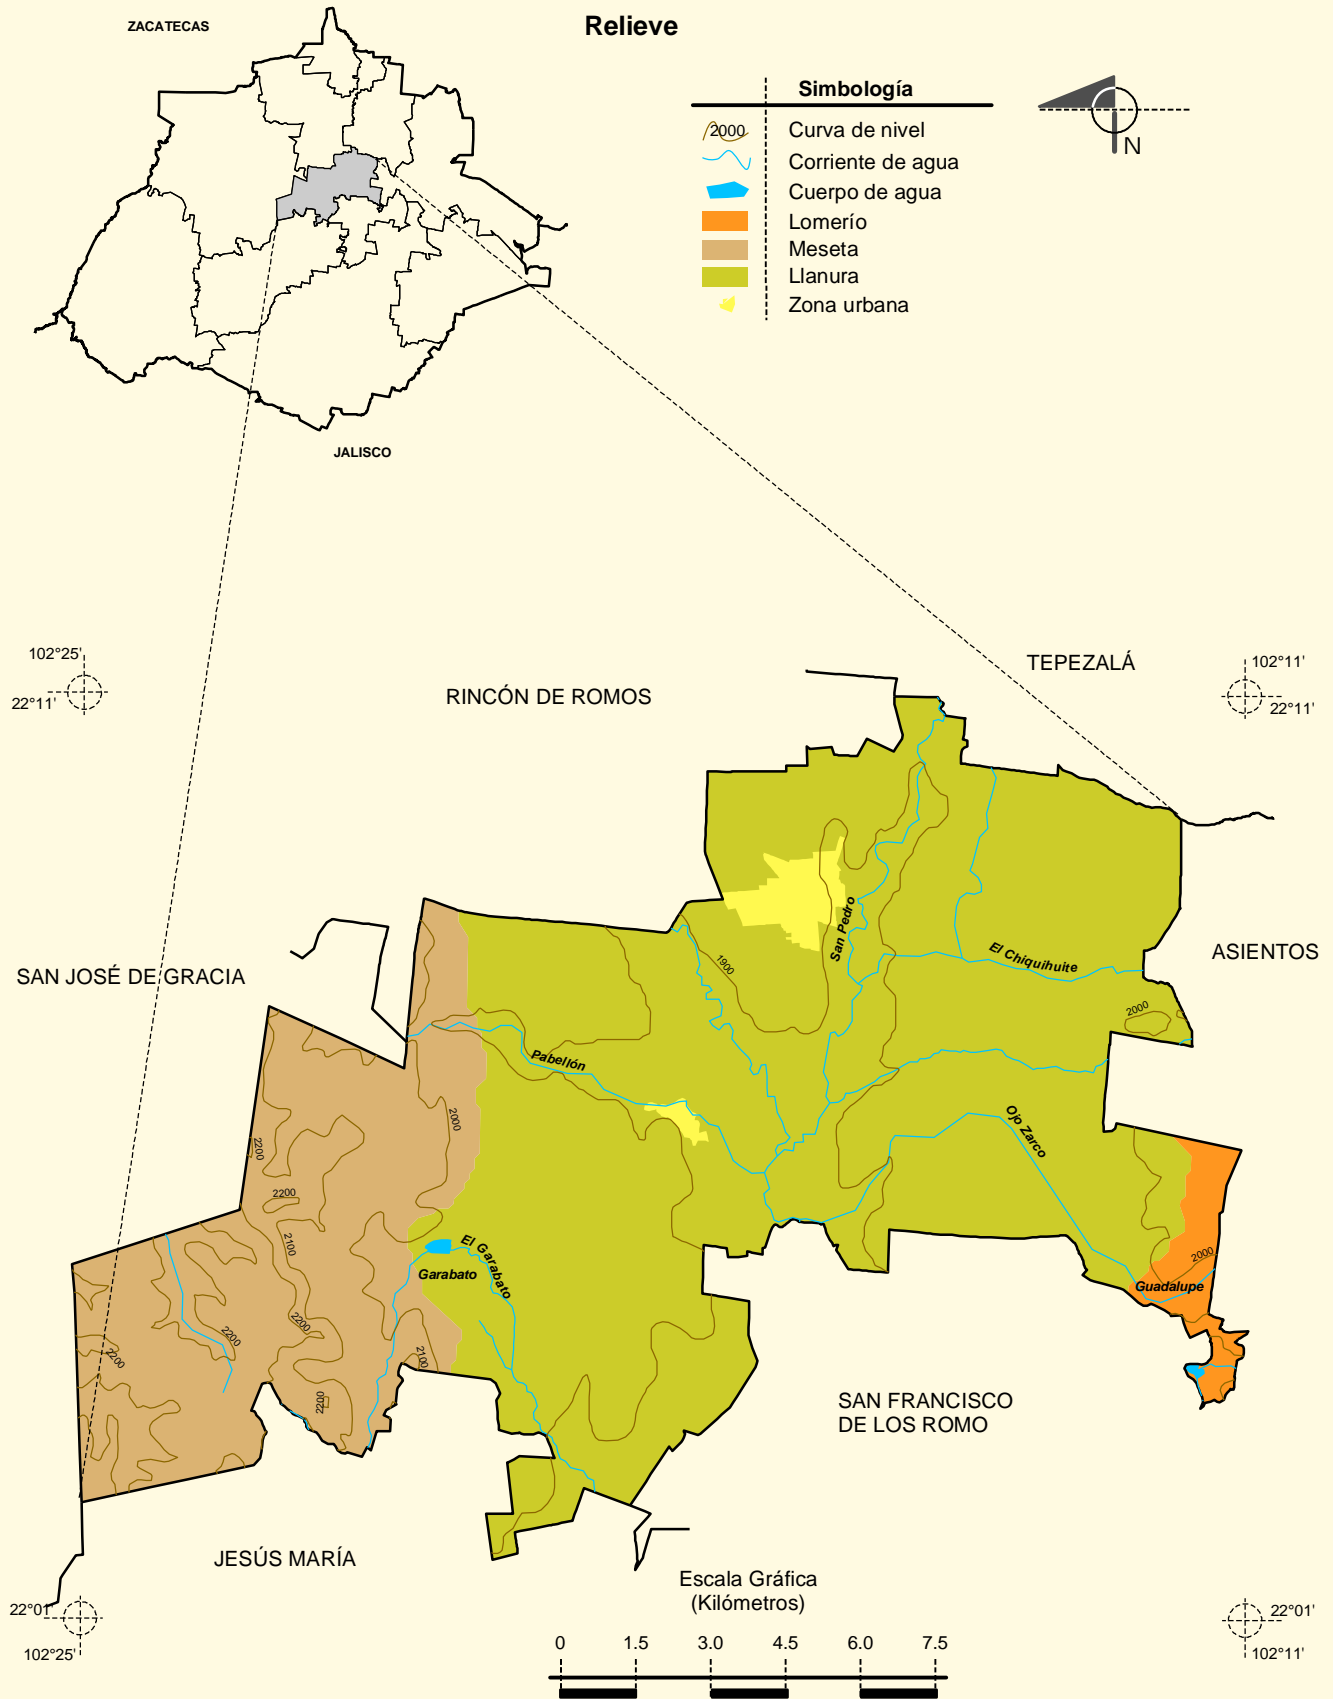 Relieve
ZACATECAS
JALISCO
Simbología
2000 Curva de nivel
Corriente de agua
Cuerpo de agua
Lomerío
Meseta
Llanura
Zona urbana
N
102°25'
22°11'
102°11'
22°11'
TEPEZALÁ
RINCÓN DE ROMOS
SAN JOSÉ DE GRACIA
ASIENTOS
San Pedro
El Chiquihuite
1900
2000
Pabellón
Ojo Zarco
2000
2200
2200
2100
El Garabato
Garabato
2000
Guadalupe
2200
2200
2200
2100
2200
SAN FRANCISCO
DE LOS ROMO
JESÚS MARÍA
Escala Gráfica
(Kilómetros)
0 1.5 3.0 4.5 6.0 7.5
22°01'
102°25'
22°01'
102°11'